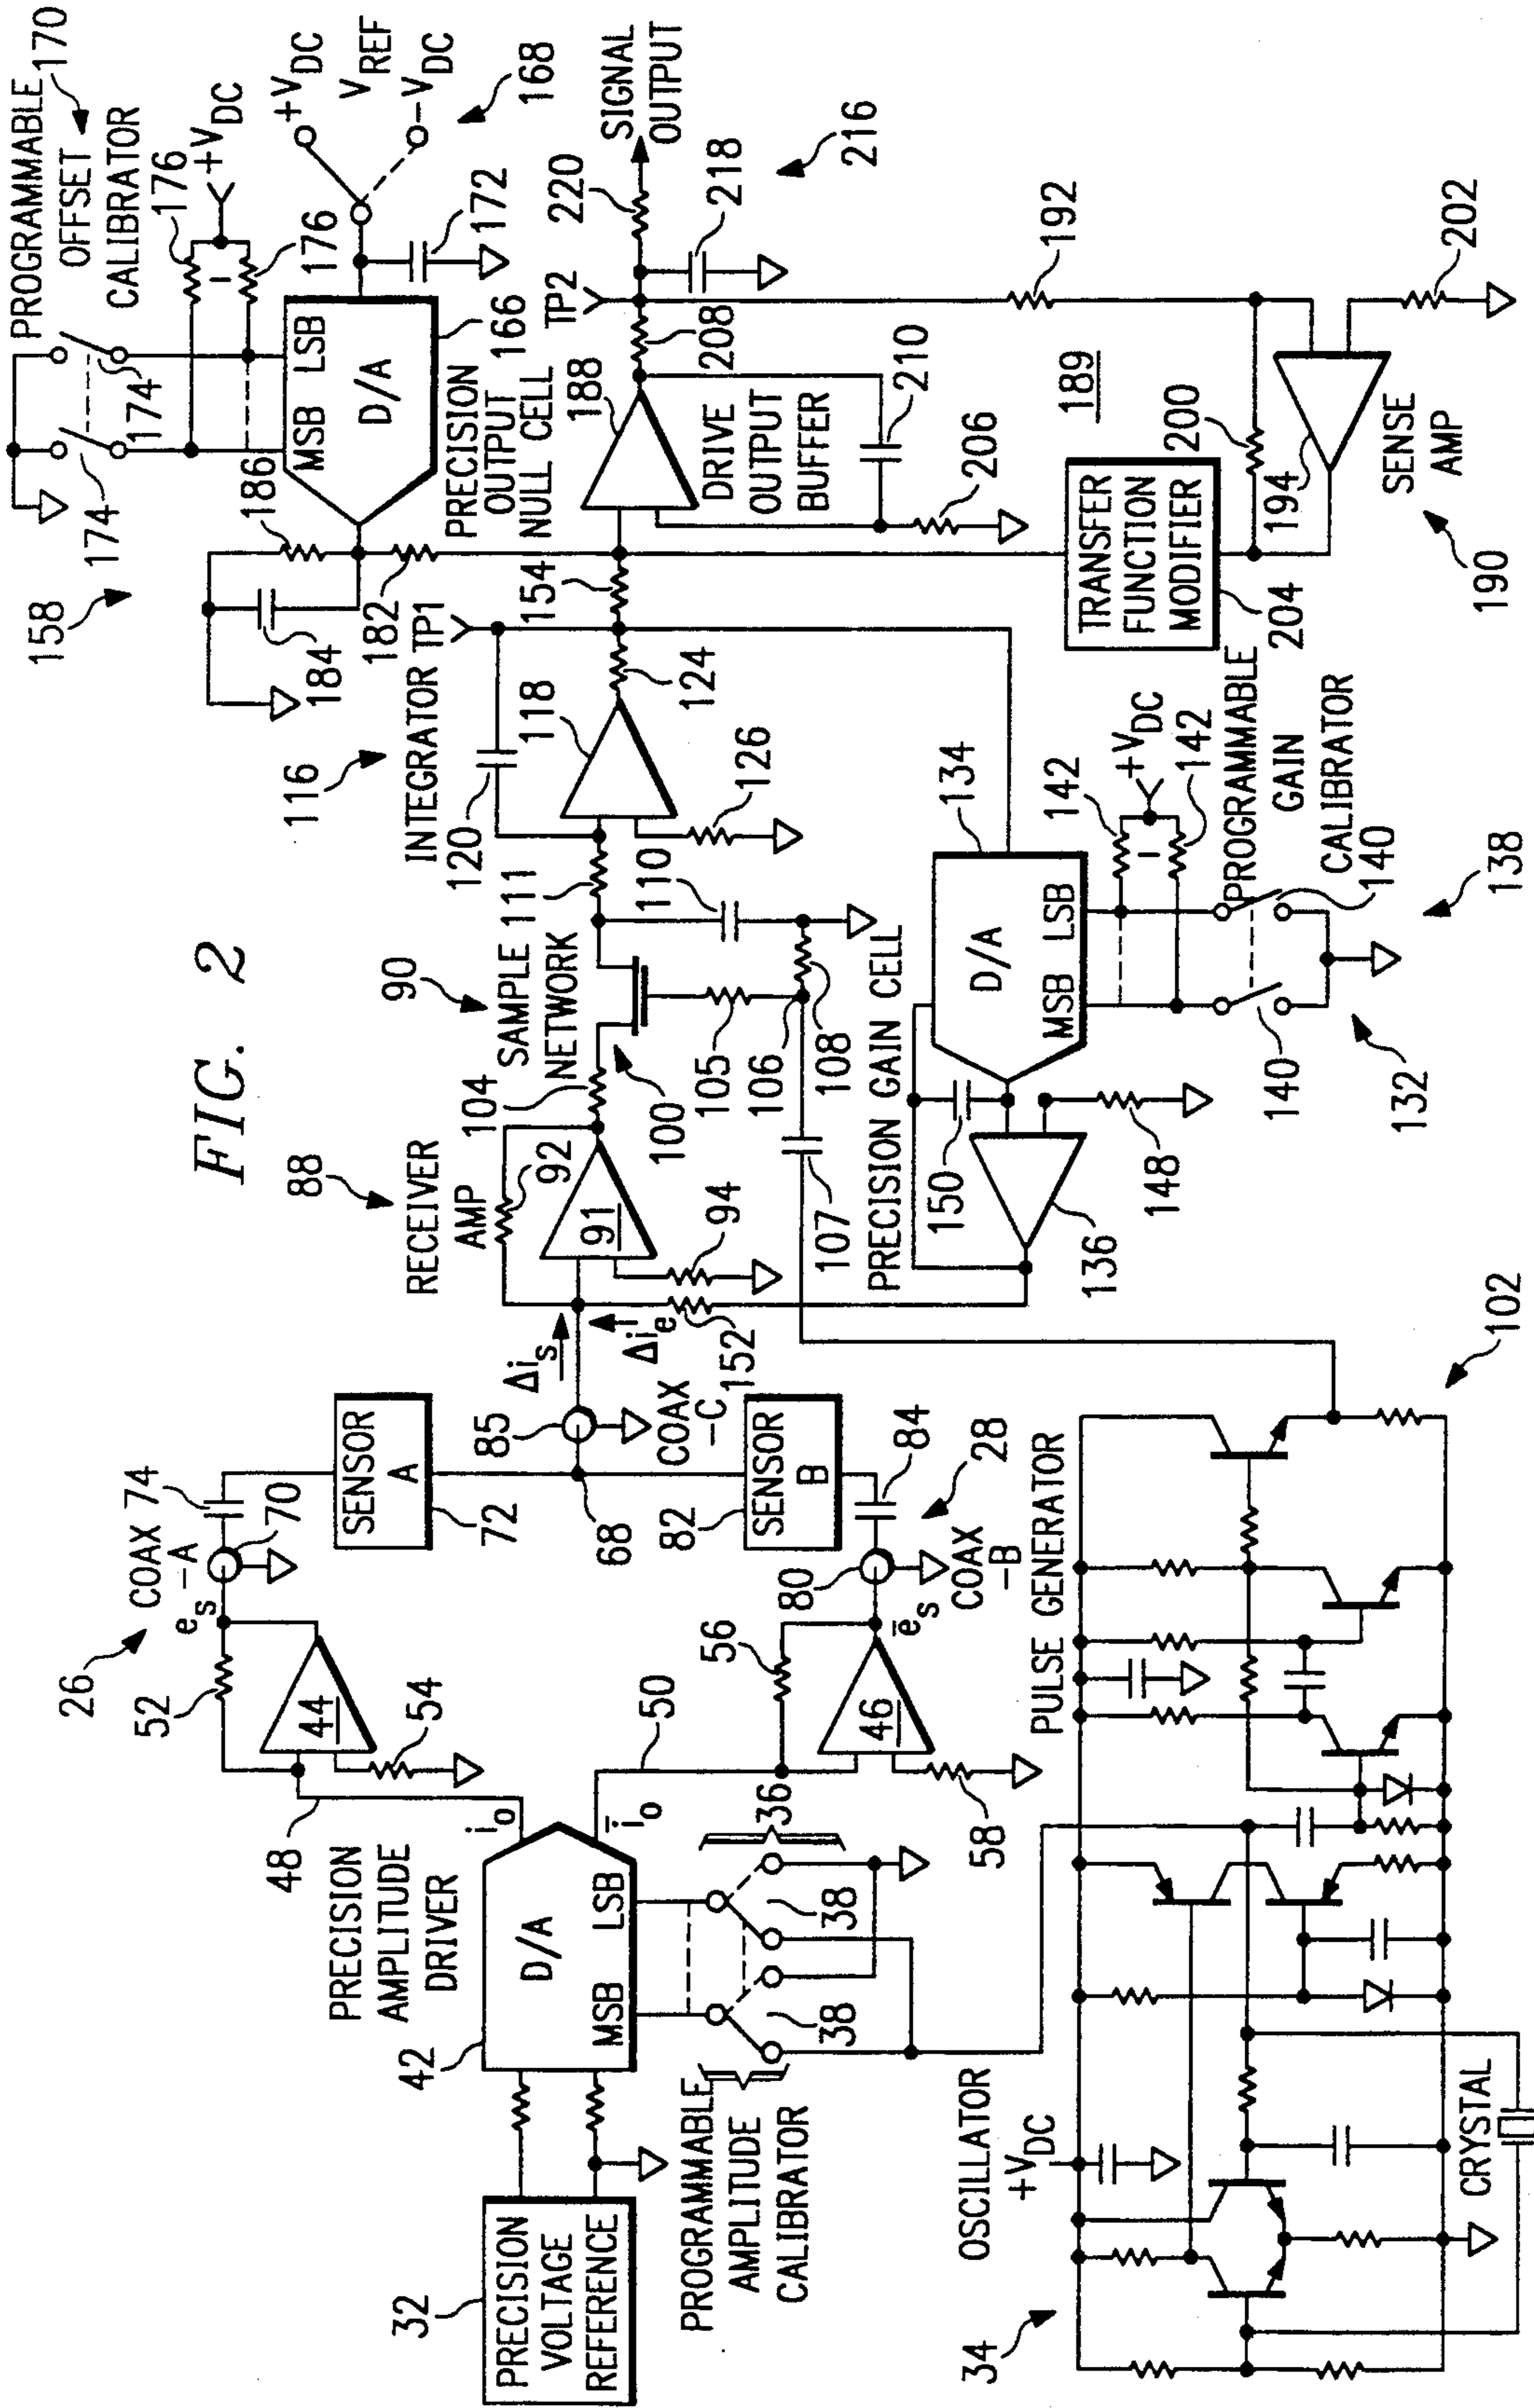 FIG. 2
PROGRAMMABLE
OFFSET
CALIBRATOR
170
176
+VDC
176
174
174
MSB
LSB
D/A
166
+VDC
VREF
-VDC
168
172
158
186
184
182
PRECISION
OUTPUT
NULL CELL
116
INTEGRATOR
TP1
120
118
124
126
154
188
DRIVE
OUTPUT
BUFFER
TP2
208
210
206
220
SIGNAL
OUTPUT
218
216
192
189
200
202
194
SENSE
AMP
190
TRANSFER
FUNCTION
MODIFIER
204
90
SAMPLE
NETWORK
111
110
104
100
105
106
108
107
88
RECEIVER
AMP
92
91
94
Δis
Δie
152
PRECISION GAIN CELL
134
D/A
MSB
LSB
150
136
148
142
+VDC
142
PROGRAMMABLE
GAIN
CALIBRATOR
140
140
132
138
26
COAX
-A
74
70
es
52
44
54
48
SENSOR
A
72
68
85
COAX
-C
82
SENSOR
B
84
28
80
COAX
-B
ēs
56
46
58
50
io
īo
PRECISION
AMPLITUDE
DRIVER
42
D/A
MSB
LSB
36
38
38
32
PRECISION
VOLTAGE
REFERENCE
PROGRAMMABLE
AMPLITUDE
CALIBRATOR
34
OSCILLATOR
+VDC
CRYSTAL
PULSE GENERATOR
102